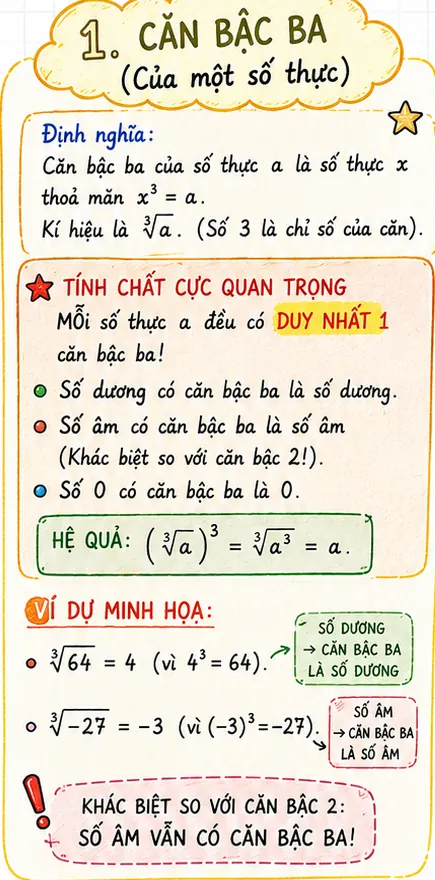 1. CĂN BẬC BA
(Của một số thực)
Định nghĩa:
Căn bậc ba của số thực a là số thực x
thoả mãn x³ = a.
Kí hiệu là ∛a. (Số 3 là chỉ số của căn).
TÍNH CHẤT CỰC QUAN TRỌNG
MỖi số thực a đều có DUY NHẤT 1
căn bậc ba!
Số dương có căn bậc ba là số dương.
Số âm có căn bậc ba là số âm
(Khác biệt so với căn bậc 2!).
Số 0 có căn bậc ba là 0.
HỆ QUẢ: (∛a)³ = ∛a³ = a.
VÍ DỰ MINH HỌA:
∛64 = 4 (vì 4³ = 64).
SỐ DƯƠNG
→ CĂN BẬC BA
LÀ SỐ DƯƠNG
∛-27 = -3 (vì (-3)³=-27).
SỐ ÂM
→ CĂN BẬC BA
LÀ SỐ ÂM
KHÁC BIỆT SO VỚI CĂN BẬC 2:
SỐ ÂM VẪN CÓ CĂN BẬC BA!